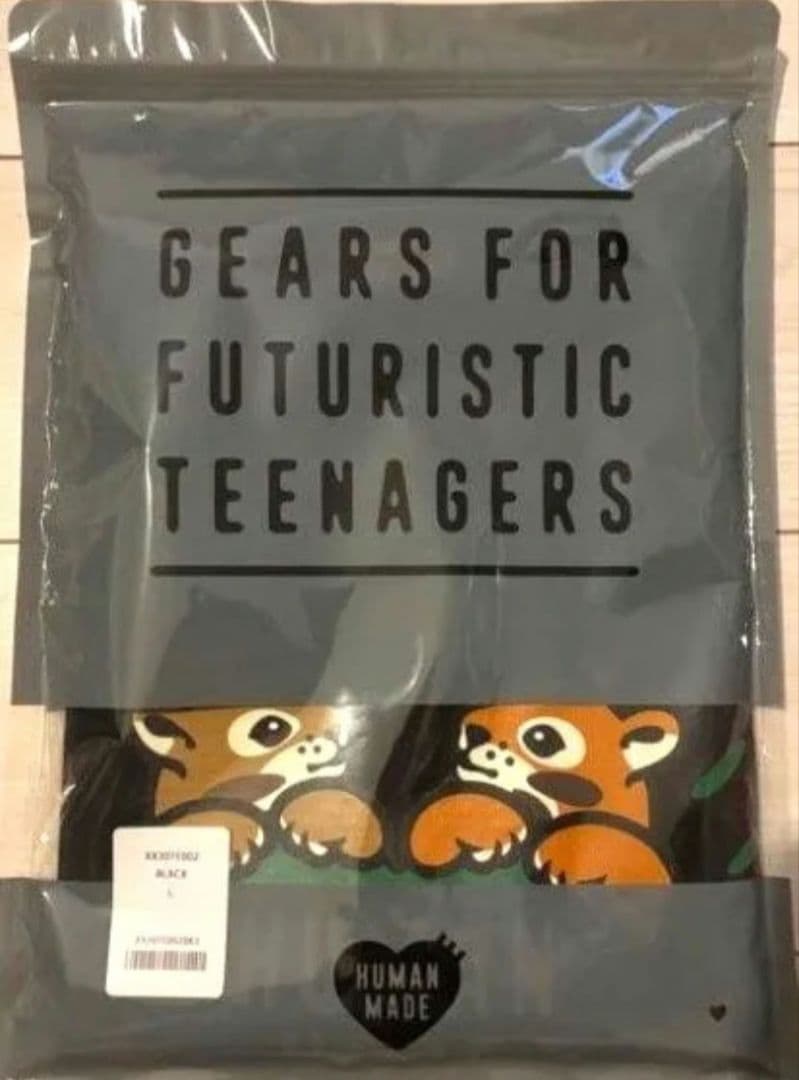 GEARS FOR
FUTURISTIC
TEENAGERS
BLACK
L
HUMAN
MADE